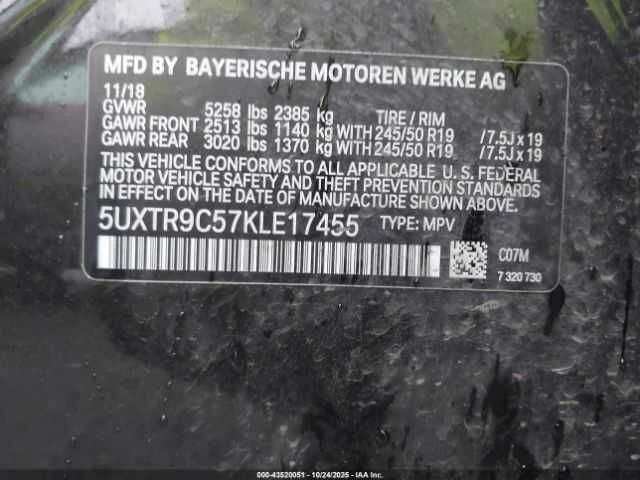 MFD BY BAYERISCHE MOTOREN WERKE AG
11/18
GVWR 5258 lbs 2385 kg TIRE / RIM
GAWR FRONT 2513 lbs 1140 kg WITH 245/50 R19 / 7.5J x 19
GAWR REAR 3020 lbs 1370 kg WITH 245/50 R19 / 7.5J x 19
THIS VEHICLE CONFORMS TO ALL APPLICABLE U. S. FEDERAL
MOTOR VEHICLE SAFETY AND THEFT PREVENTION STANDARDS
IN EFFECT ON THE DATE OF MANUFACTURE SHOWN ABOVE.
5UXTR9C57KLE17455 TYPE: MPV
C07M
7 320 730
000-43520051 - 10/24/2025 - IAA Inc.